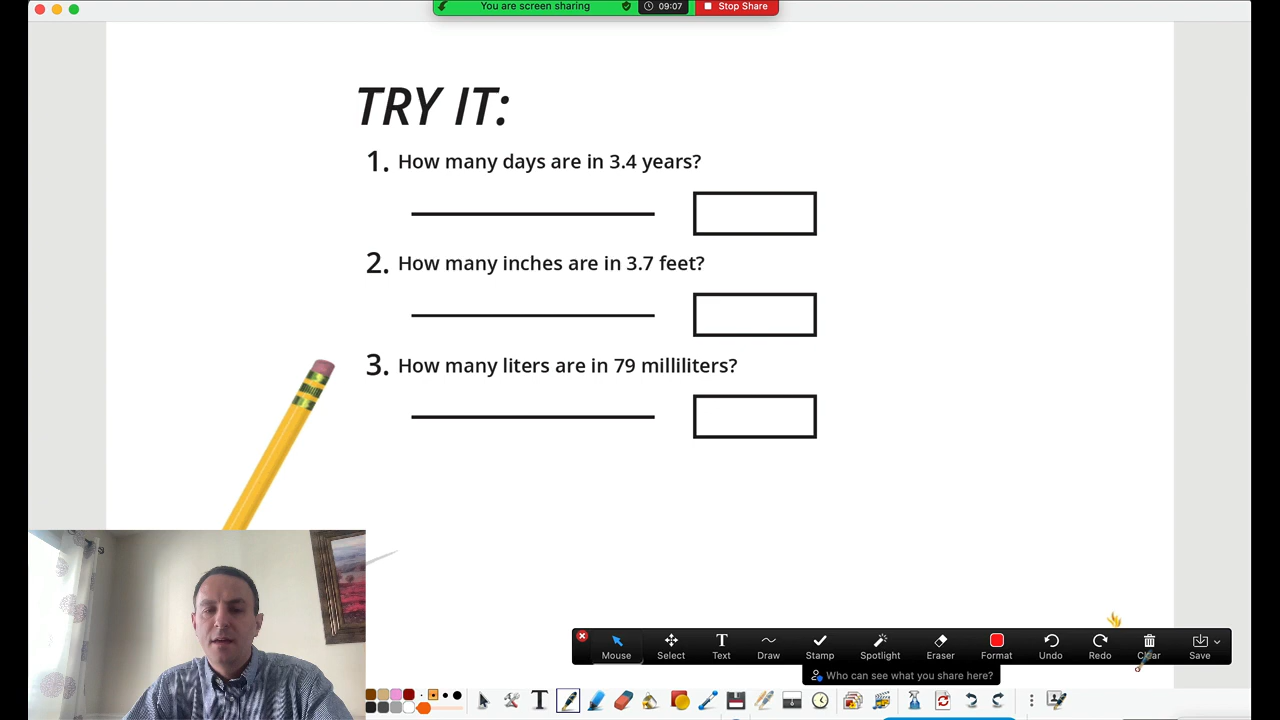 You are screen sharing
09:07
Stop Share
TRY IT:
1. How many days are in 3.4 years?
2. How many inches are in 3.7 feet?
3. How many liters are in 79 milliliters?
Mouse
Select
Text
Draw
Stamp
Spotlight
Eraser
Format
Undo
Redo
Clear
Save
Who can see what you share here?